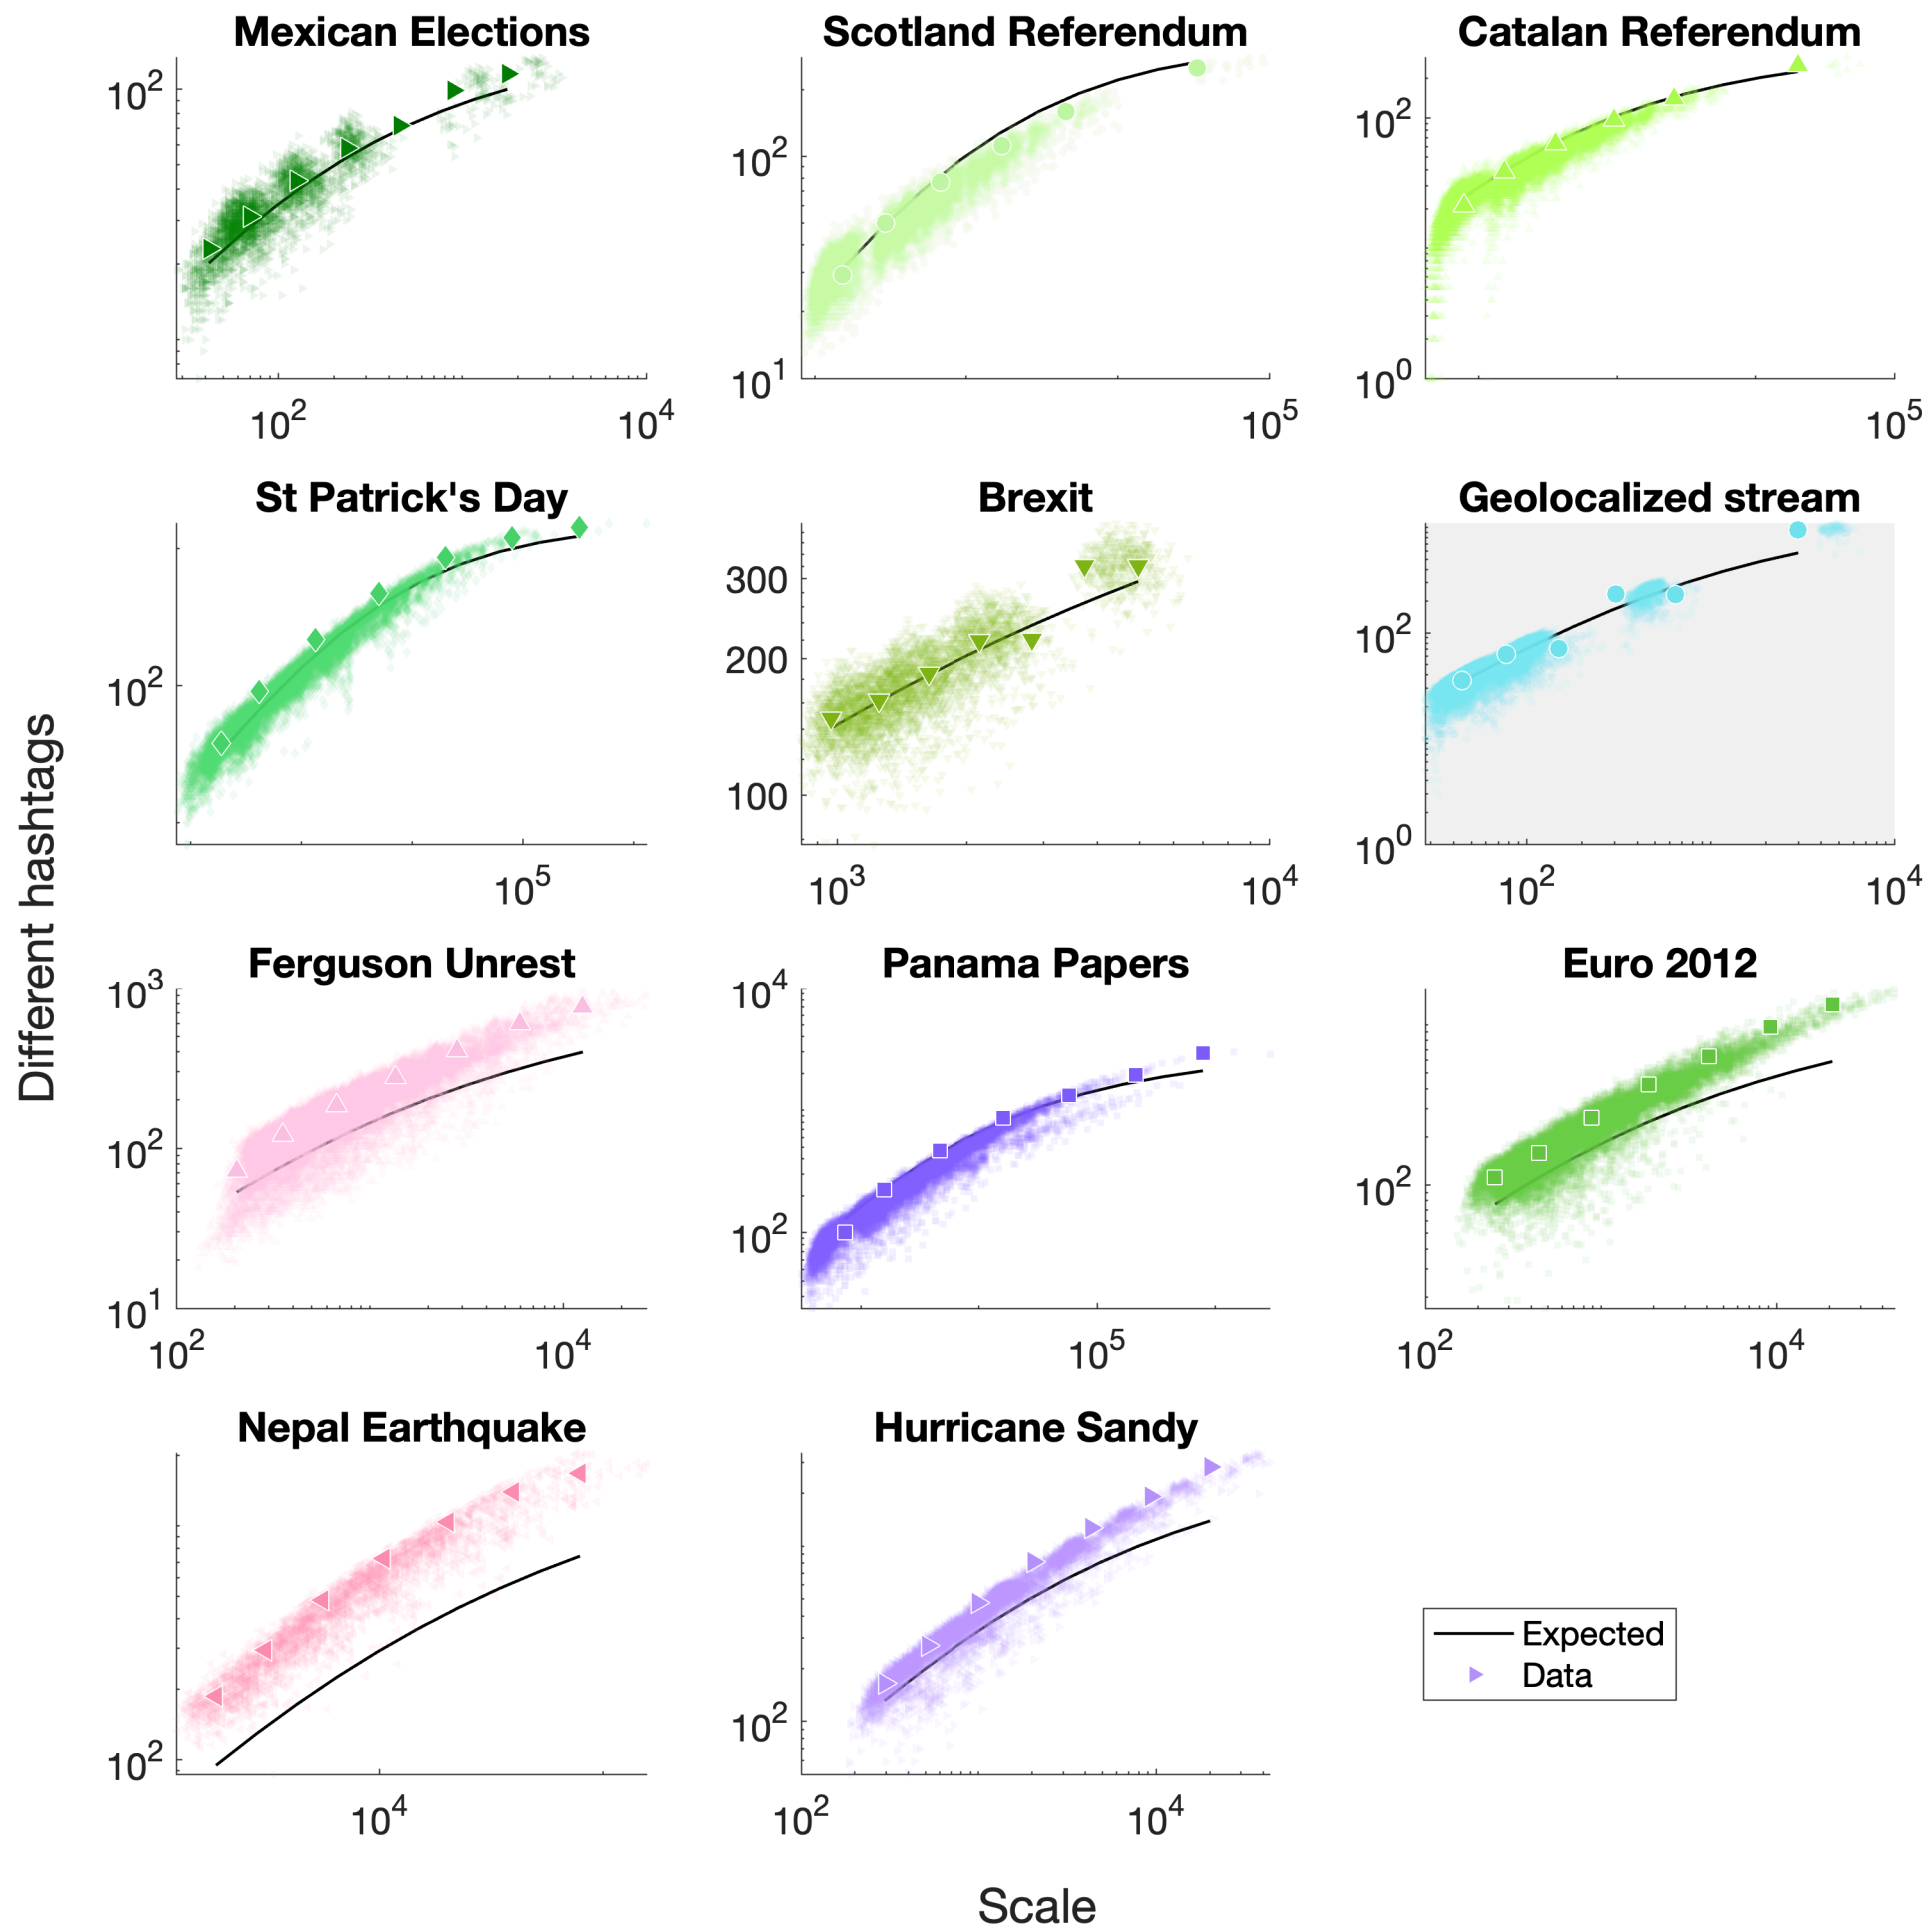 Mexican Elections
Scotland Referendum
Catalan Referendum
10^2
10^2
10^4
10^2
10^1
10^5
10^2
10^0
10^5
St Patrick's Day
Brexit
Geolocalized stream
10^2
10^5
300
200
100
10^3
10^4
10^2
10^0
10^2
10^4
Different hashtags
Ferguson Unrest
Panama Papers
Euro 2012
10^3
10^2
10^1
10^2
10^4
10^4
10^2
10^5
10^2
10^2
10^4
Nepal Earthquake
Hurricane Sandy
10^2
10^4
10^2
10^2
10^4
Expected
Data
Scale